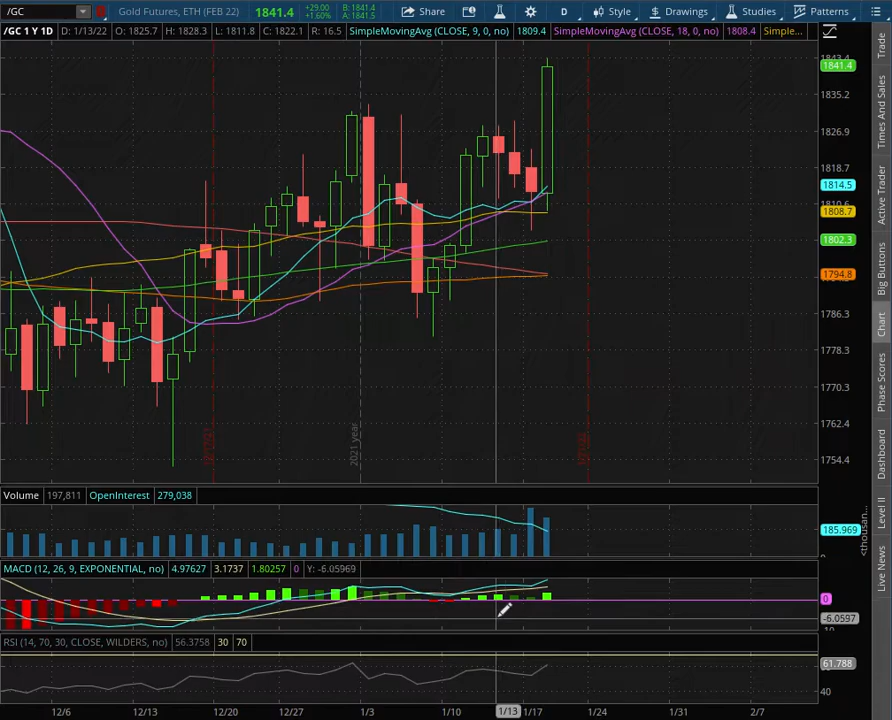 /GC
Gold Futures, ETH (FEB 22)
1841.4
+29.00
+1.60%
B: 1841.4
A: 1841.5
Share
D
Style
Drawings
Studies
Patterns
/GC 1 Y 1D
D: 1/13/22
O: 1825.7
H: 1828.3
L: 1811.8
C: 1822.1
R: 16.5
SimpleMovingAvg (CLOSE, 9, 0, no)
1809.4
SimpleMovingAvg (CLOSE, 18, 0, no)
1808.4
Simple...
1841.4
1835.2
1826.9
1818.7
1814.5
1810.6
1808.7
1802.3
1794.8
1786.3
1778.3
1770.3
1762.4
1754.4
2021 year
Volume
197,811
OpenInterest
279,038
185.969
<thousan...
MACD (12, 26, 9, EXPONENTIAL, no)
4.97627
3.1737
1.80257
0
Y: -6.05969
0
-6.0597
RSI (14, 70, 30, CLOSE, WILDERS, no)
56.3758
30
70
61.788
40
12/6
12/13
12/20
12/27
1/3
1/10
1/13
1/17
1/24
1/31
2/7
Trade
Times And Sales
Active Trader
Big Buttons
Chart
Phase Scores
Dashboard
Level II
Live News